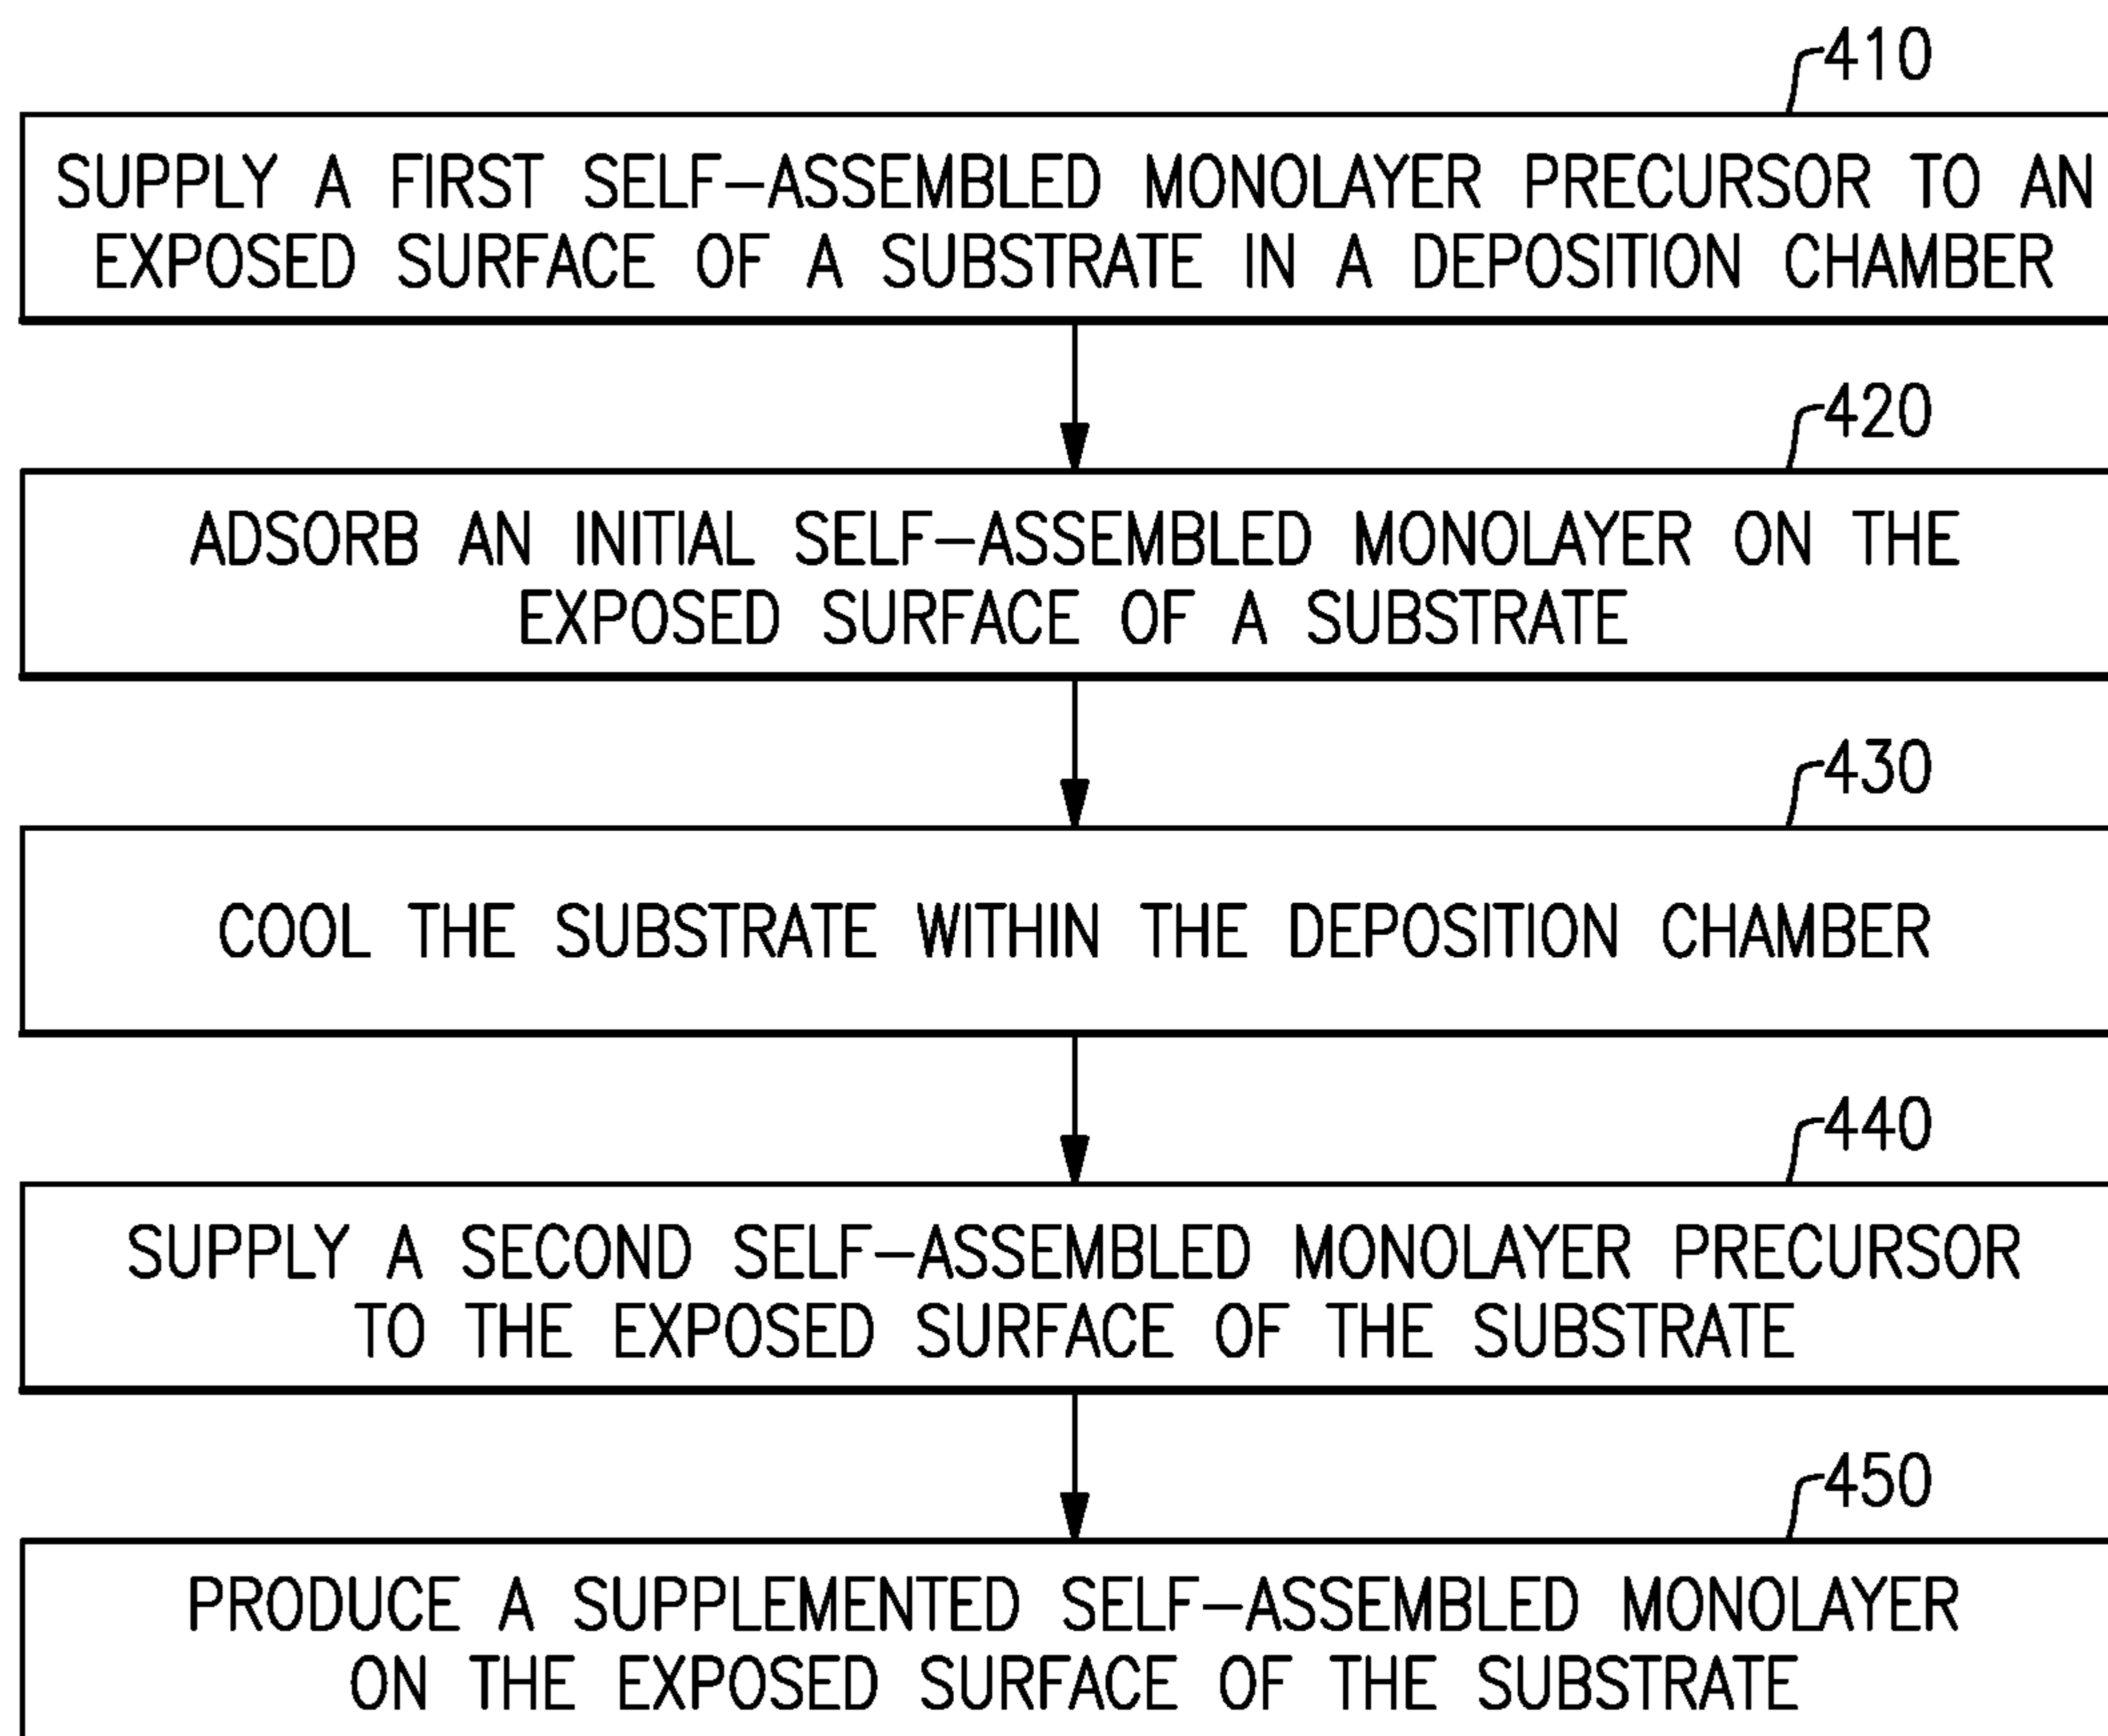 410
SUPPLY A FIRST SELF-ASSEMBLED MONOLAYER PRECURSOR TO AN
EXPOSED SURFACE OF A SUBSTRATE IN A DEPOSITION CHAMBER
420
ADSORB AN INITIAL SELF-ASSEMBLED MONOLAYER ON THE
EXPOSED SURFACE OF A SUBSTRATE
430
COOL THE SUBSTRATE WITHIN THE DEPOSITION CHAMBER
440
SUPPLY A SECOND SELF-ASSEMBLED MONOLAYER PRECURSOR
TO THE EXPOSED SURFACE OF THE SUBSTRATE
450
PRODUCE A SUPPLEMENTED SELF-ASSEMBLED MONOLAYER
ON THE EXPOSED SURFACE OF THE SUBSTRATE